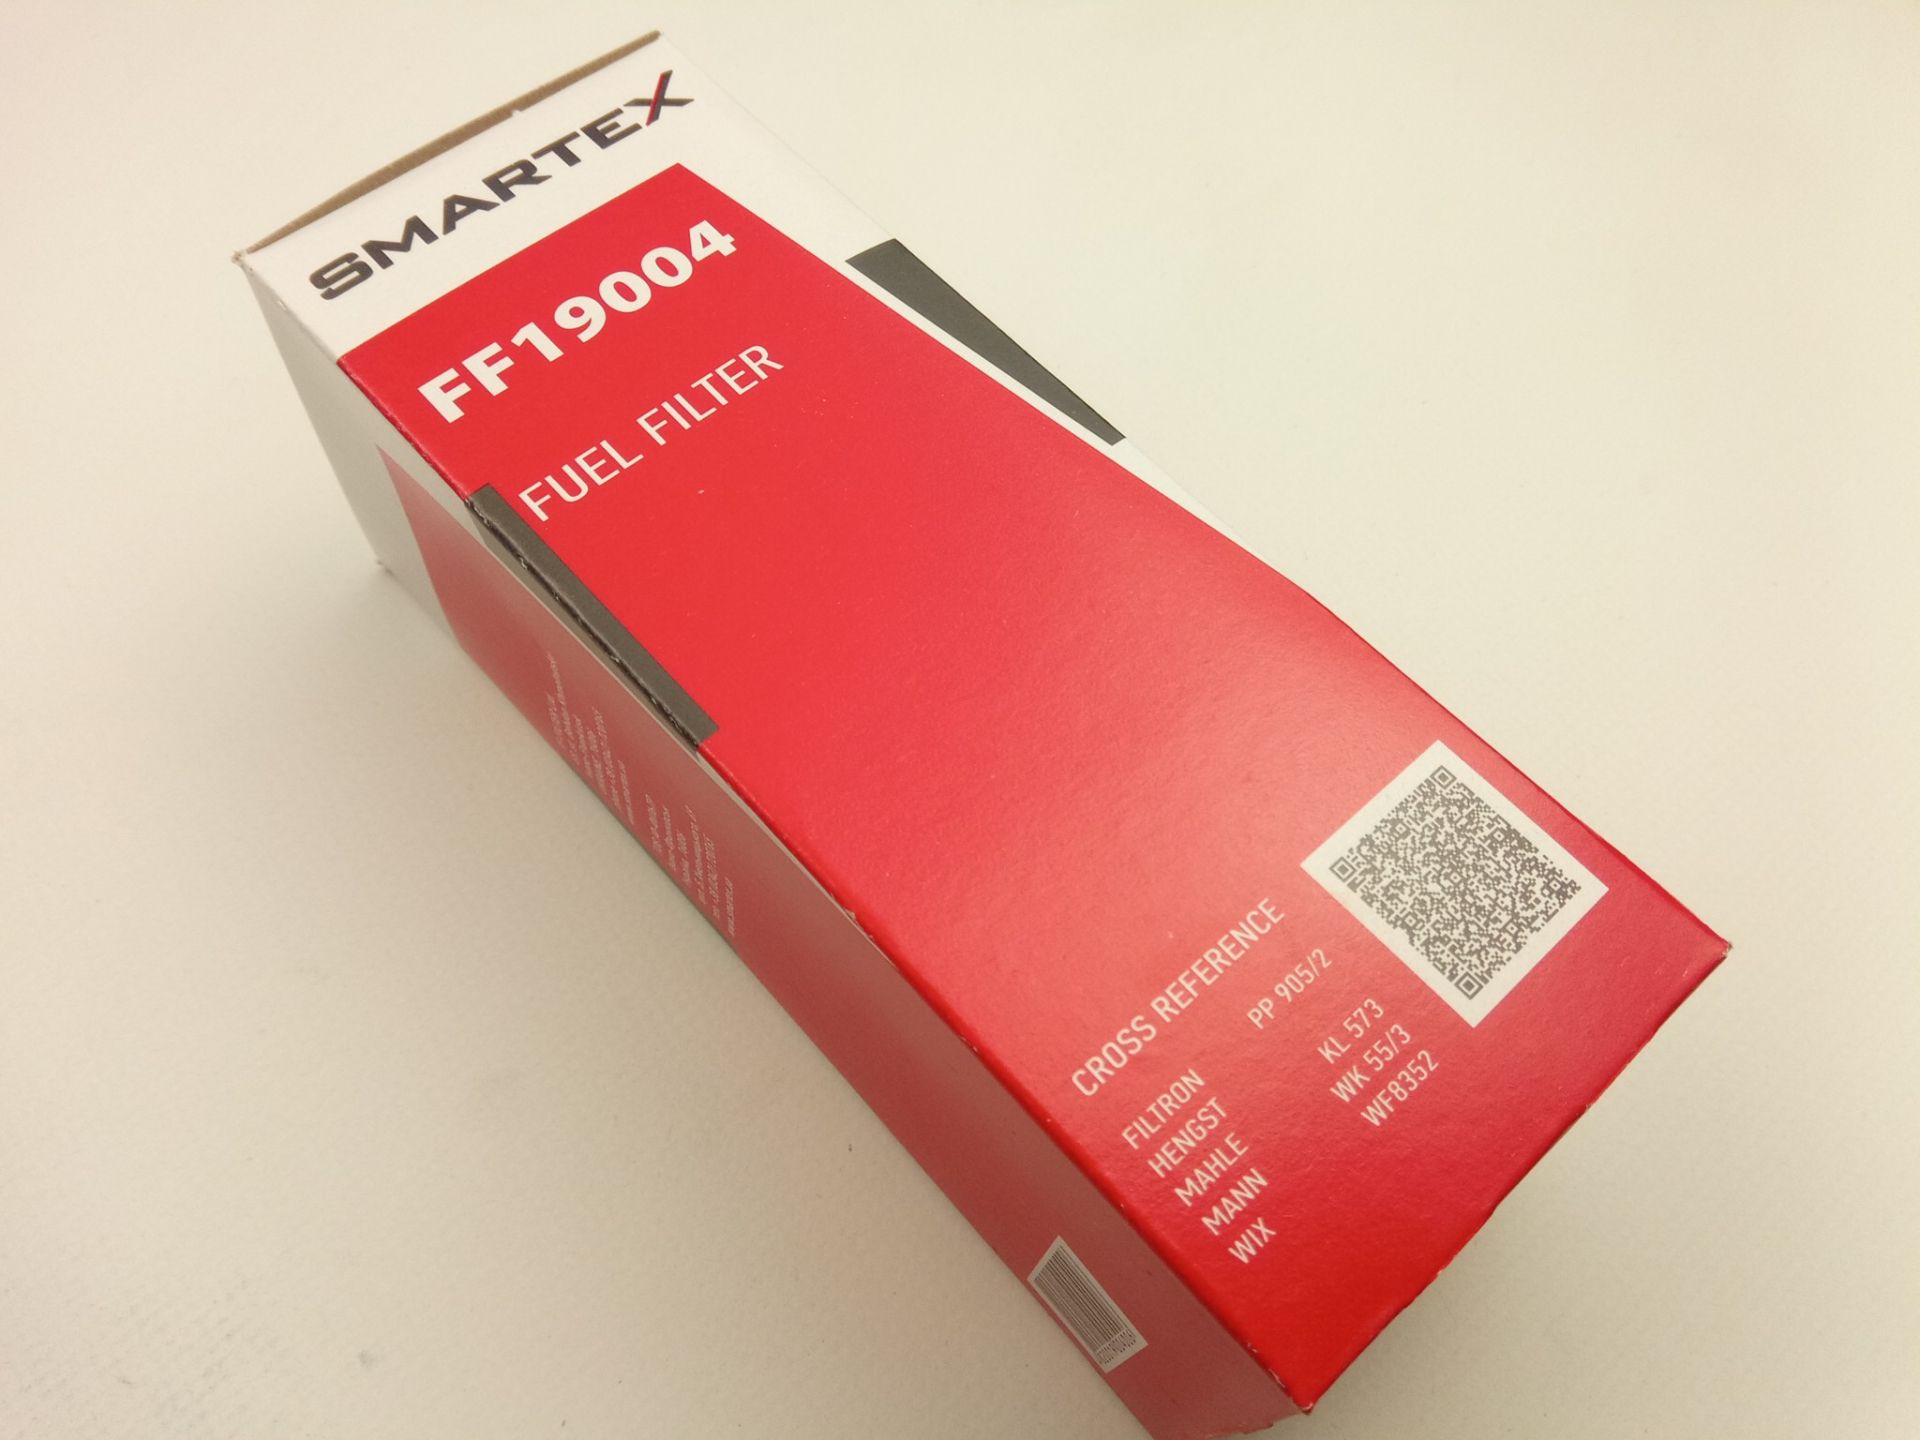 SMARTEX
FF19004
FUEL FILTER
CROSS REFERENCE
FILTRON PP 905/2
HENGST
MAHLE KL 573
MANN WK 55/3
WIX WF8352